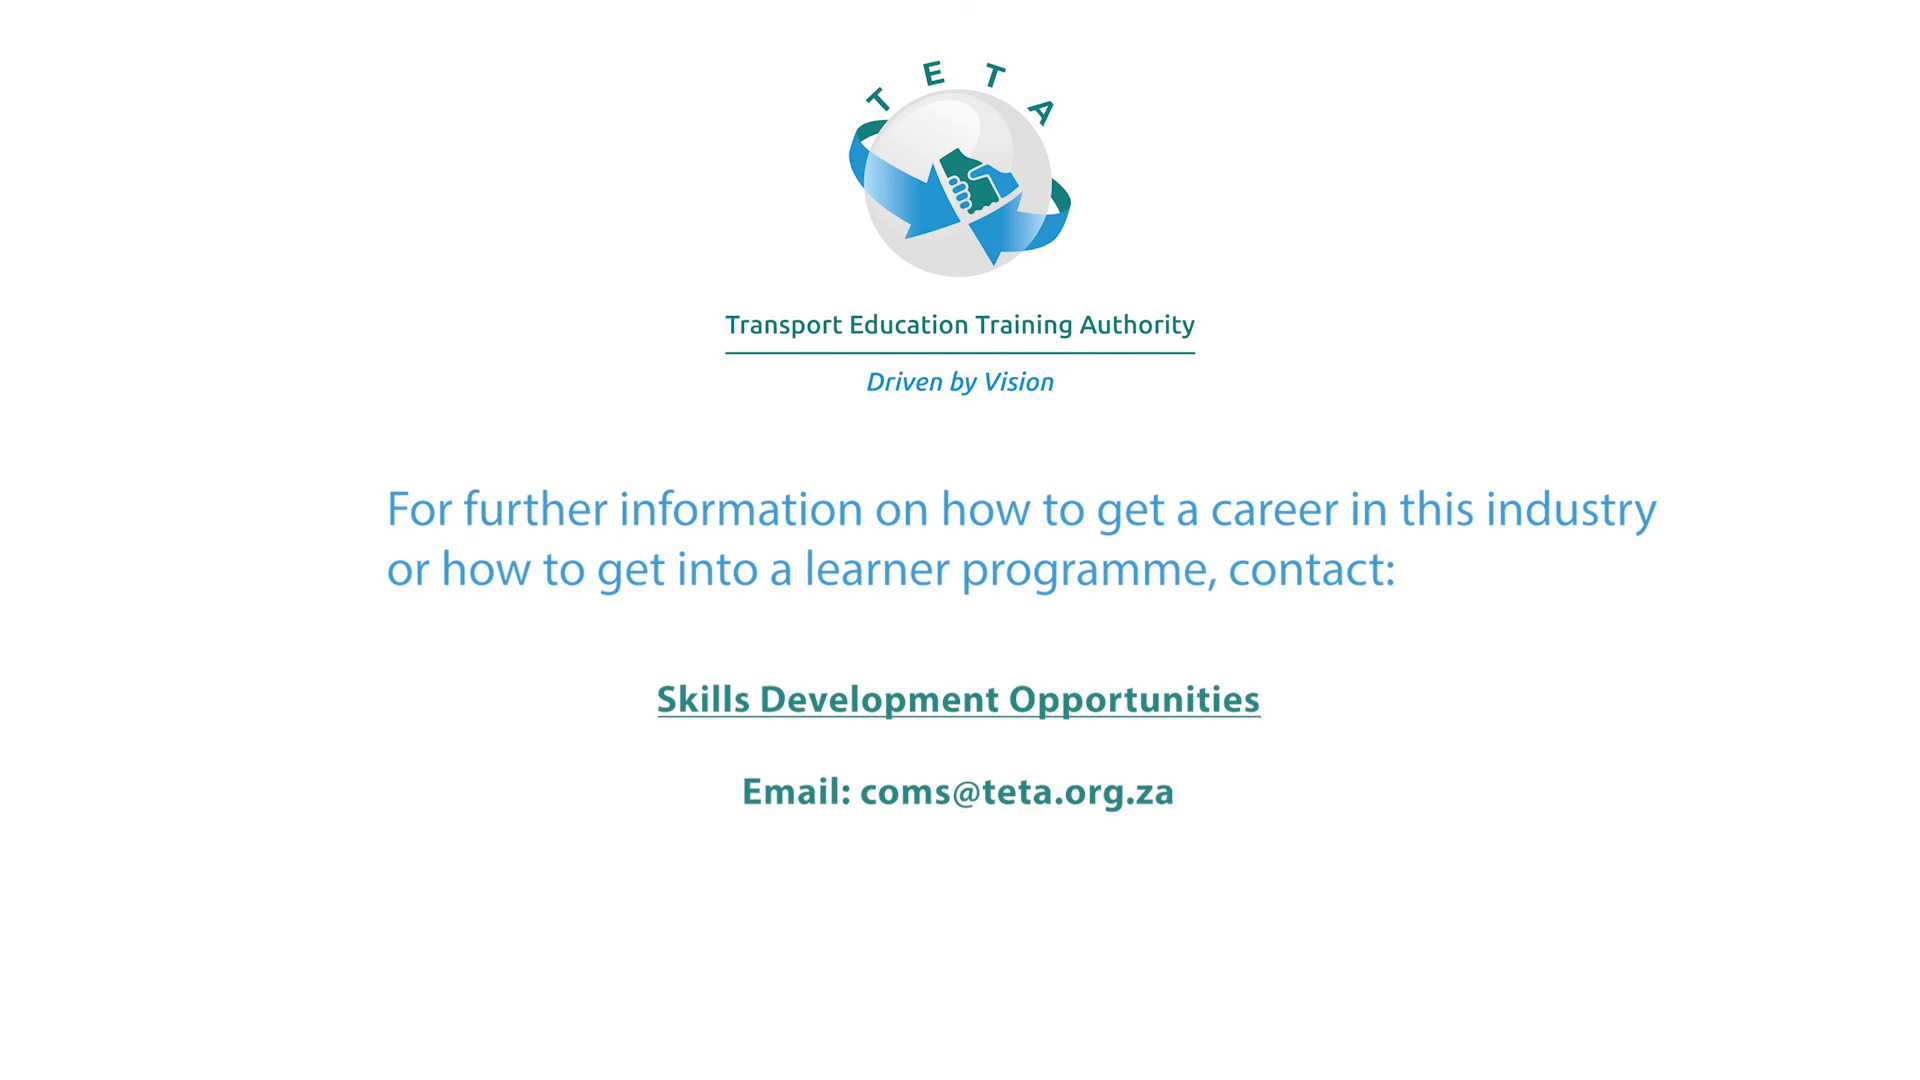 TETA
Transport Education Training Authority
Driven by Vision
For further information on how to get a career in this industry
or how to get into a learner programme, contact:
Skills Development Opportunities
Email: coms@teta.org.za